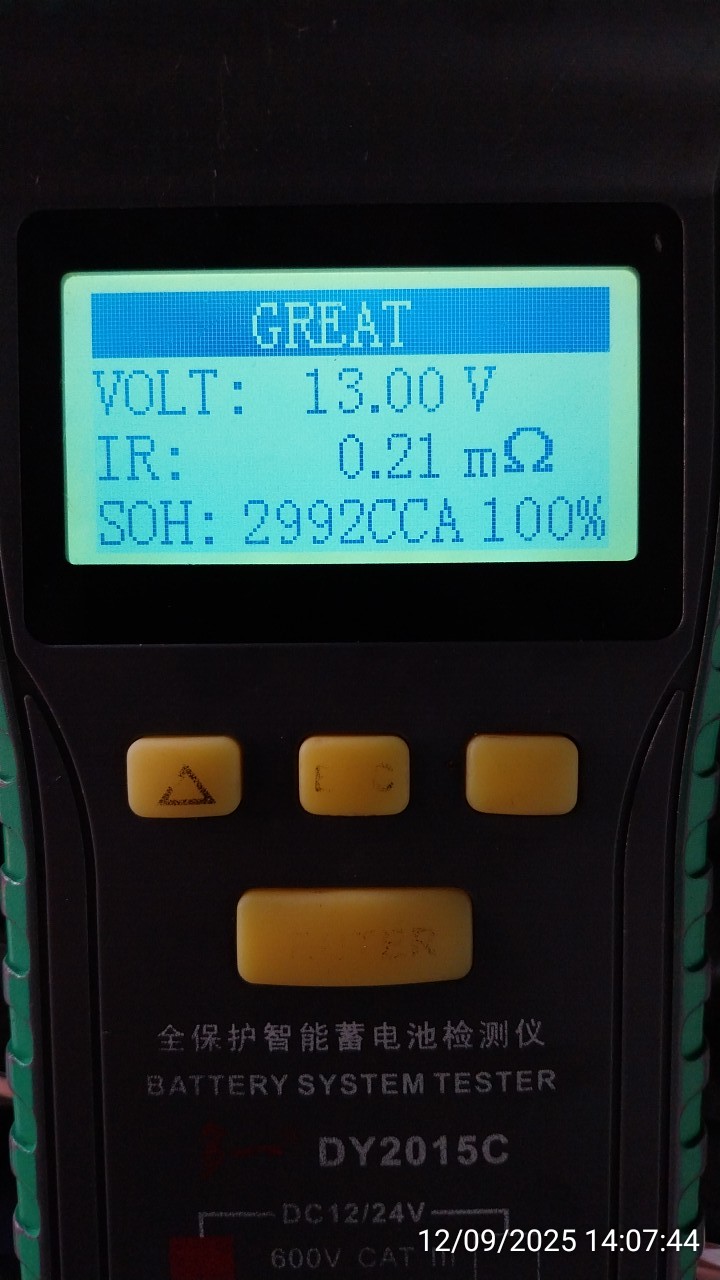 GREAT
VOLT: 13.00 V
IR: 0.21 mΩ
SOH: 2992CCA 100%
全保护智能蓄电池检测仪
BATTERY SYSTEM TESTER
DY2015C
DC12/24V
600V CAT III
12/09/2025 14:07:44